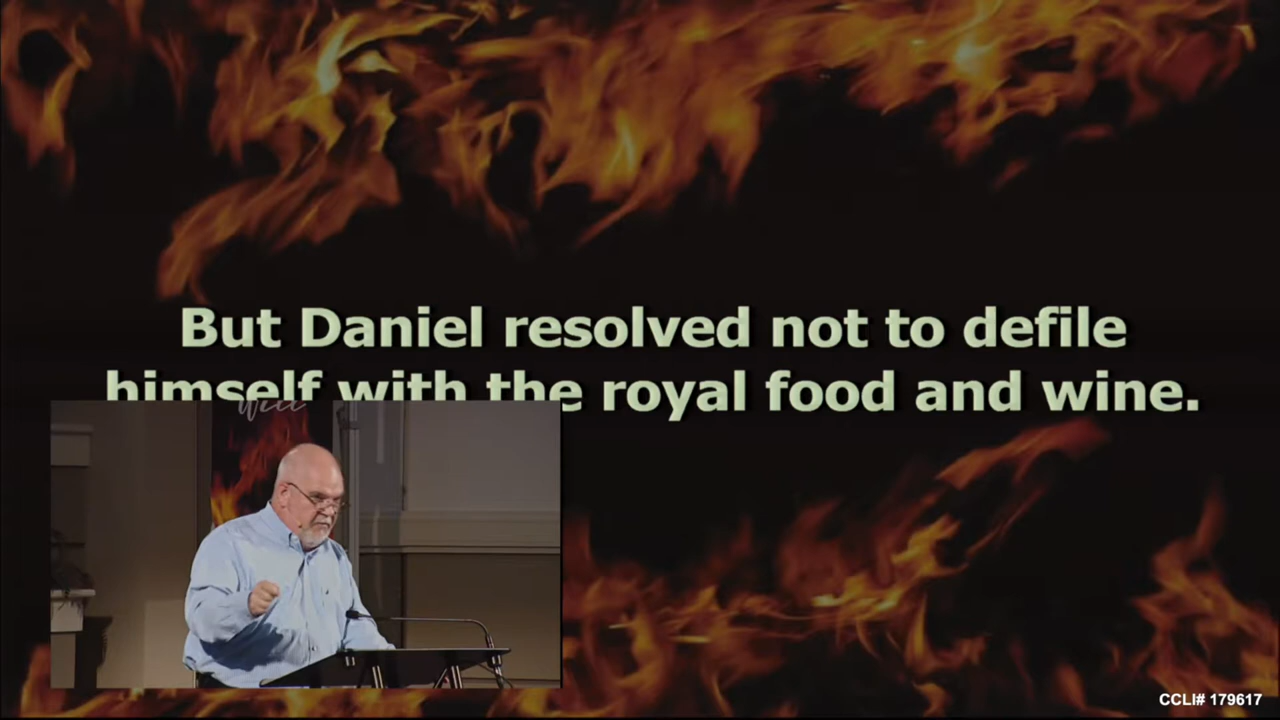 But Daniel resolved not to defile
himself with the royal food and wine.
CCLI# 179617